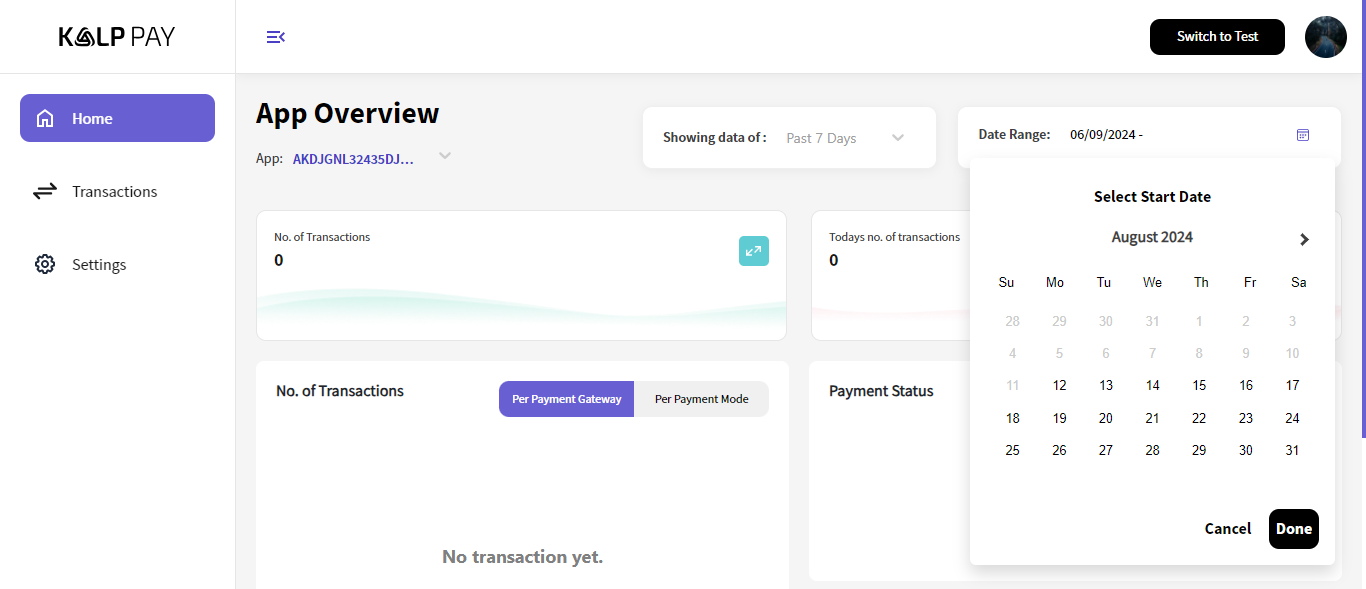 KALP PAY
Switch to Test
Home
Transactions
Settings
App Overview
App: AKDJGNL32435DJ...
Showing data of : Past 7 Days
Date Range: 06/09/2024 -
No. of Transactions
0
Todays no. of transactions
0
No. of Transactions
Per Payment Gateway Per Payment Mode
No transaction yet.
Payment Status
Select Start Date
August 2024
Su Mo Tu We Th Fr Sa
28 29 30 31 1 2 3
4 5 6 7 8 9 10
11 12 13 14 15 16 17
18 19 20 21 22 23 24
25 26 27 28 29 30 31
Cancel Done